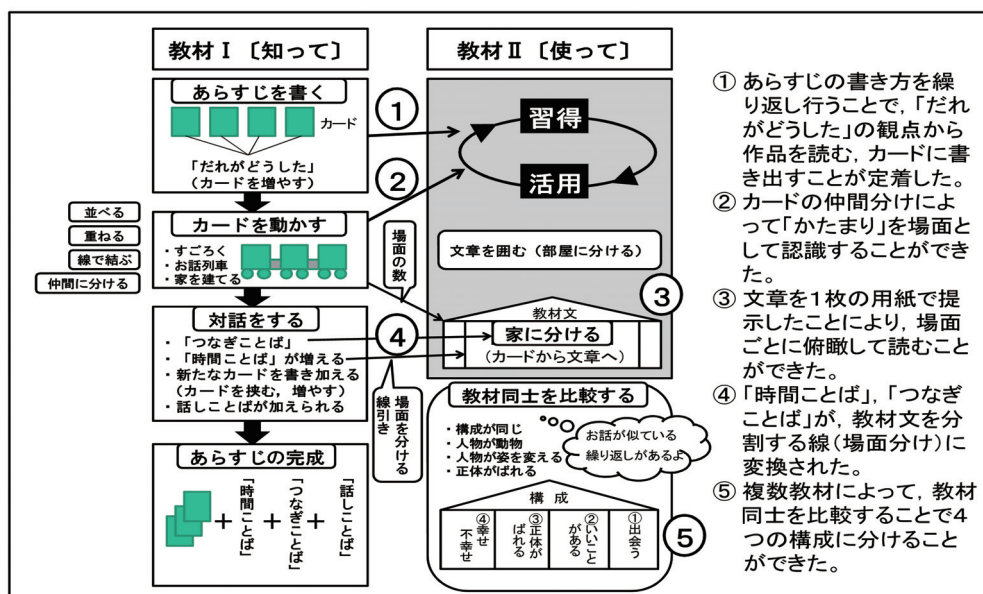 教材Ⅰ〔知って〕
あらすじを書く
カード
「だれがどうした」
(カードを増やす)
並べる
重ねる
線で結ぶ
仲間に分ける
カードを動かす
・すごろく
・お話列車
・家を建てる
対話をする
・「つなぎことば」
・「時間ことば」が増える
・新たなカードを書き加える
(カードを挟む，増やす)
・話しことばが加えられる
あらすじの完成
+
「時間ことば」
+
「つなぎことば」
+
「話しことば」
①
②
場面の数
④
場面を分ける
線引き
教材Ⅱ〔使って〕
習得
活用
文章を囲む（部屋に分ける）
③
教材文
家に分ける
(カードから文章へ)
教材同士を比較する
・構成が同じ
・人物が動物
・人物が姿を変える
・正体がばれる
お話が似ている
繰り返しがあるよ
構成
①出会う
②いいこと
がある
③正体が
ばれる
④幸せ
不幸せ
⑤
① あらすじの書き方を繰
り返し行うことで，「だれ
がどうした」の観点から
作品を読む，カードに書
き出すことが定着した。
② カードの仲間分けによ
って「かたまり」を場面と
して認識することができ
た。
③ 文章を1枚の用紙で提
示したことにより，場面
ごとに俯瞰して読むこと
ができた。
④ 「時間ことば」，「つなぎ
ことば」が，教材文を分
割する線（場面分け）に
変換された。
⑤ 複数教材によって，教材
同士を比較することで4
つの構成に分けること
ができた。